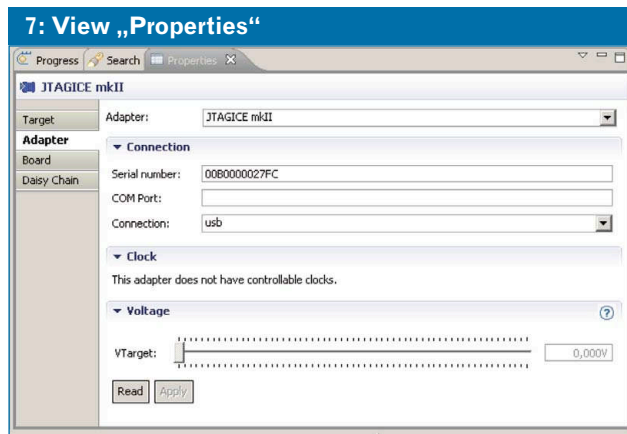 7: View „Properties“
Progress Search Properties
JTAGICE mkII
Target
Adapter
Board
Daisy Chain
Adapter: JTAGICE mkII
Connection
Serial number: 00B0000027FC
COM Port:
Connection: usb
Clock
This adapter does not have controllable clocks.
Voltage
VTarget: 0,000V
Read Apply